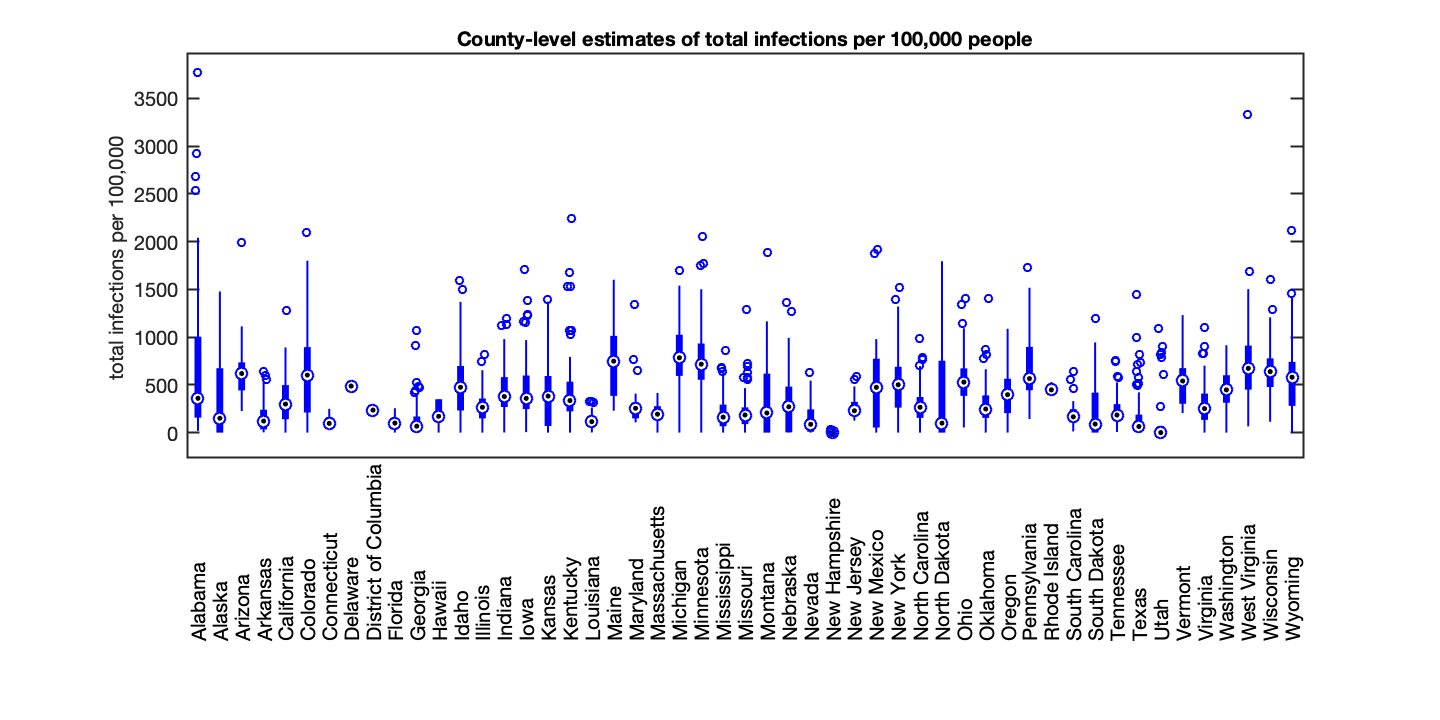 County-level estimates of total infections per 100,000 people
total infections per 100,000
3500
3000
2500
2000
1500
1000
500
0
Alabama
Alaska
Arizona
Arkansas
California
Colorado
Connecticut
Delaware
District of Columbia
Florida
Georgia
Hawaii
Idaho
Illinois
Indiana
Iowa
Kansas
Kentucky
Louisiana
Maine
Maryland
Massachusetts
Michigan
Minnesota
Mississippi
Missouri
Montana
Nebraska
Nevada
New Hampshire
New Jersey
New Mexico
New York
North Carolina
North Dakota
Ohio
Oklahoma
Oregon
Pennsylvania
Rhode Island
South Carolina
South Dakota
Tennessee
Texas
Utah
Vermont
Virginia
Washington
West Virginia
Wisconsin
Wyoming